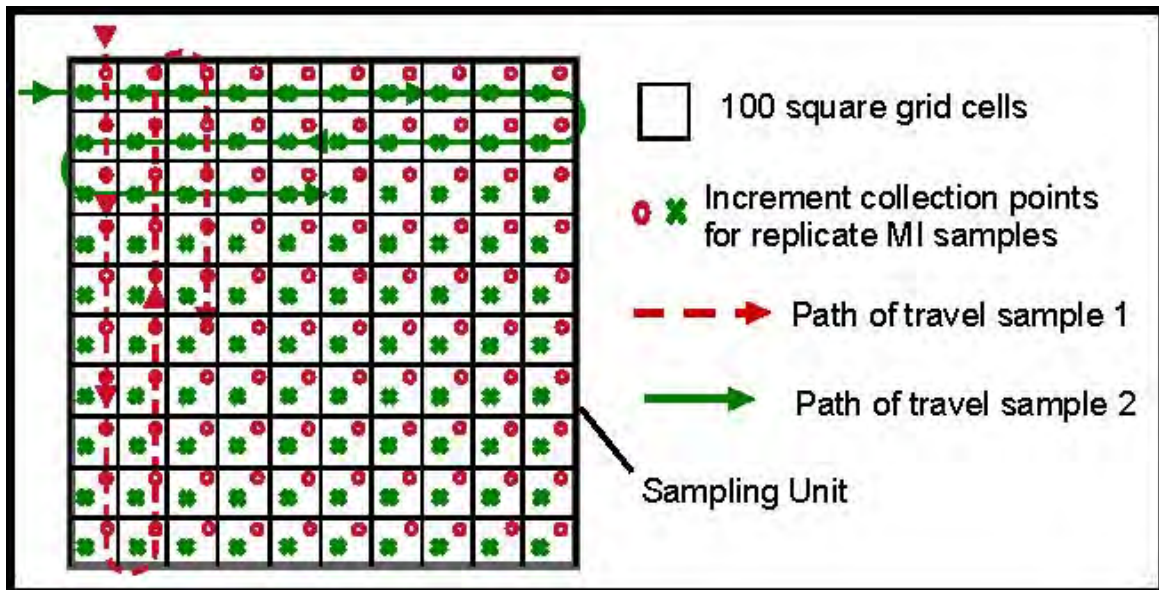 100 square grid cells
Increment collection points
for replicate MI samples
Path of travel sample 1
Path of travel sample 2
Sampling Unit